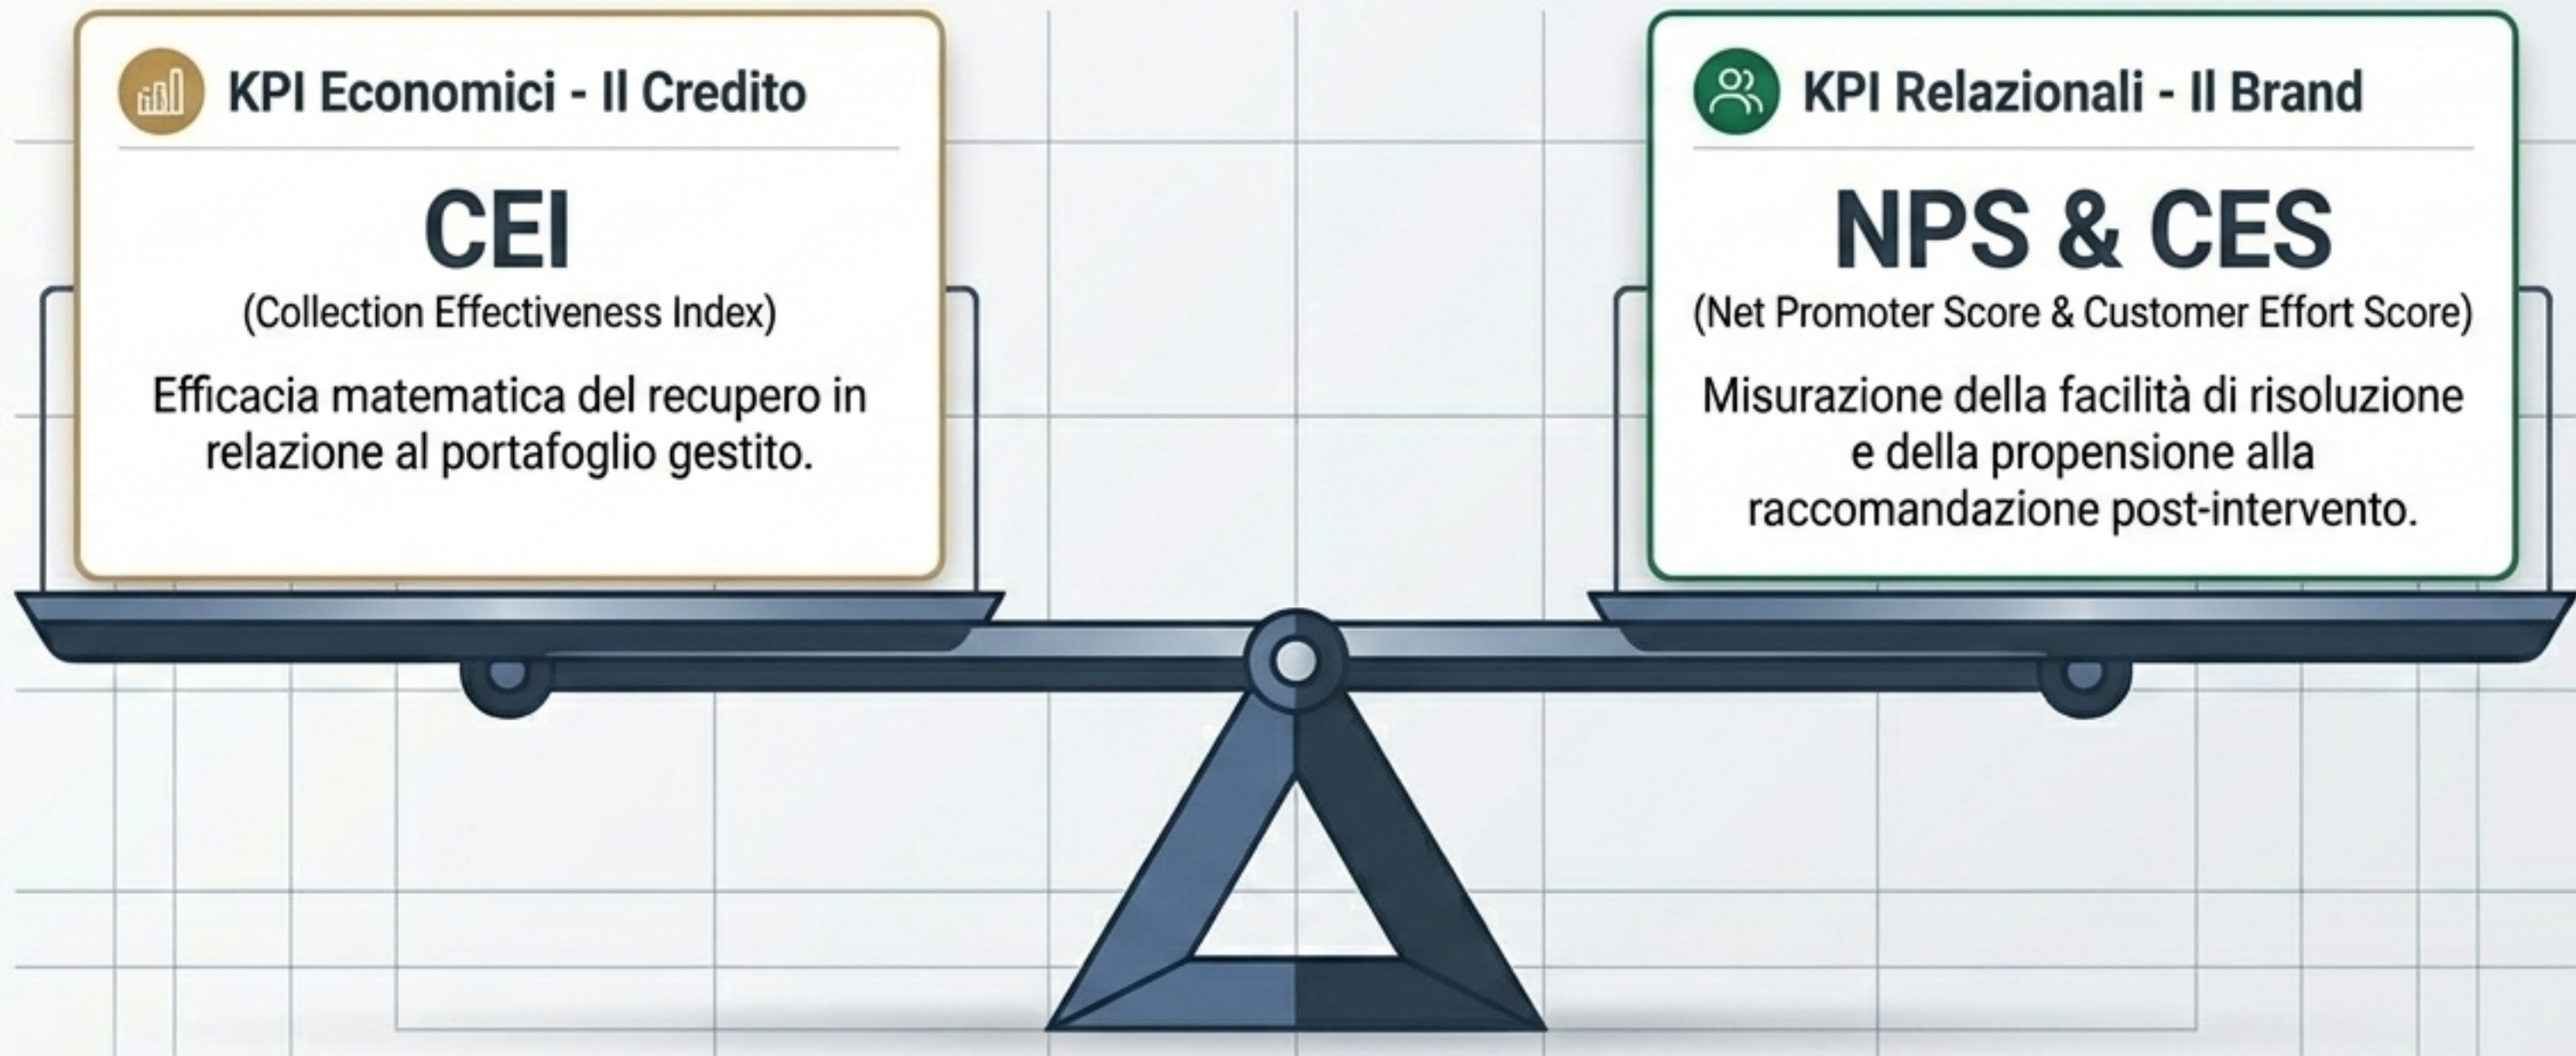 KPI Economici - Il Credito
CEI
(Collection Effectiveness Index)
Efficacia matematica del recupero in
relazione al portafoglio gestito.
KPI Relazionali - Il Brand
NPS & CES
(Net Promoter Score & Customer Effort Score)
Misurazione della facilità di risoluzione
e della propensione alla
raccomandazione post-intervento.